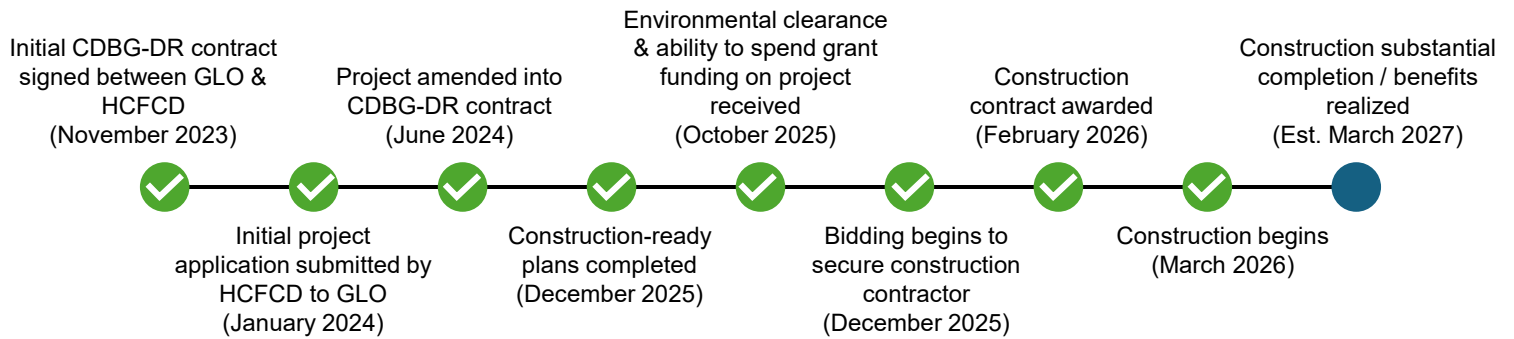 Initial CDBG-DR contract
signed between GLO &
HCFCD
(November 2023)
Initial project
application submitted by
HCFCD to GLO
(January 2024)
Project amended into
CDBG-DR contract
(June 2024)
Construction-ready
plans completed
(December 2025)
Environmental clearance
& ability to spend grant
funding on project
received
(October 2025)
Bidding begins to
secure construction
contractor
(December 2025)
Construction
contract awarded
(February 2026)
Construction begins
(March 2026)
Construction substantial
completion / benefits
realized
(Est. March 2027)